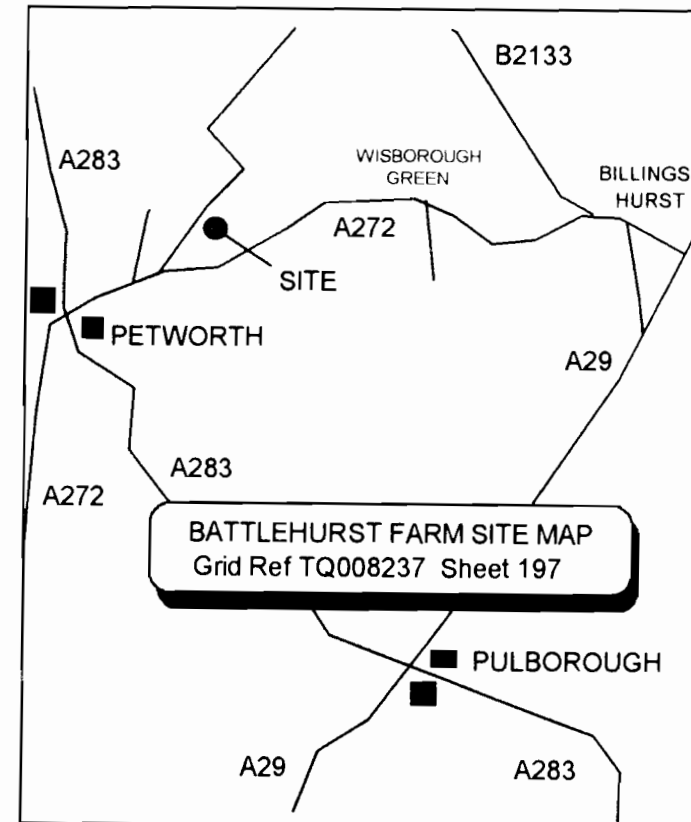 B2133
A283
WISBOROUGH
GREEN
BILLINGS
HURST
A272
SITE
PETWORTH
A29
A283
A272
BATTLEHURST FARM SITE MAP
Grid Ref TQ008237 Sheet 197
PULBOROUGH
A29
A283